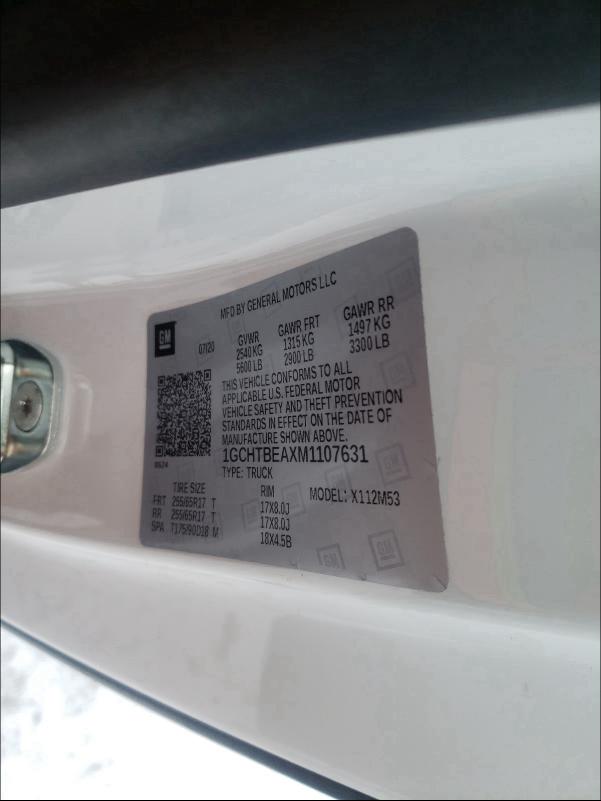 MFD BY GENERAL MOTORS LLC
GM
07/20
GVWR GAWR FRT GAWR RR
2540 KG 1315 KG 1497 KG
5600 LB 2900 LB 3300 LB
THIS VEHICLE CONFORMS TO ALL
APPLICABLE U.S. FEDERAL MOTOR
VEHICLE SAFETY AND THEFT PREVENTION
STANDARDS IN EFFECT ON THE DATE OF
MANUFACTURE SHOWN ABOVE.
1GCHTBEAXM1107631
TYPE: TRUCK
TIRE SIZE RIM MODEL: X112M53
FRT 255/65R17 T 17X8.0J
RR 255/65R17 T 17X8.0J
SPA T175/90D18 M 18X4.5B